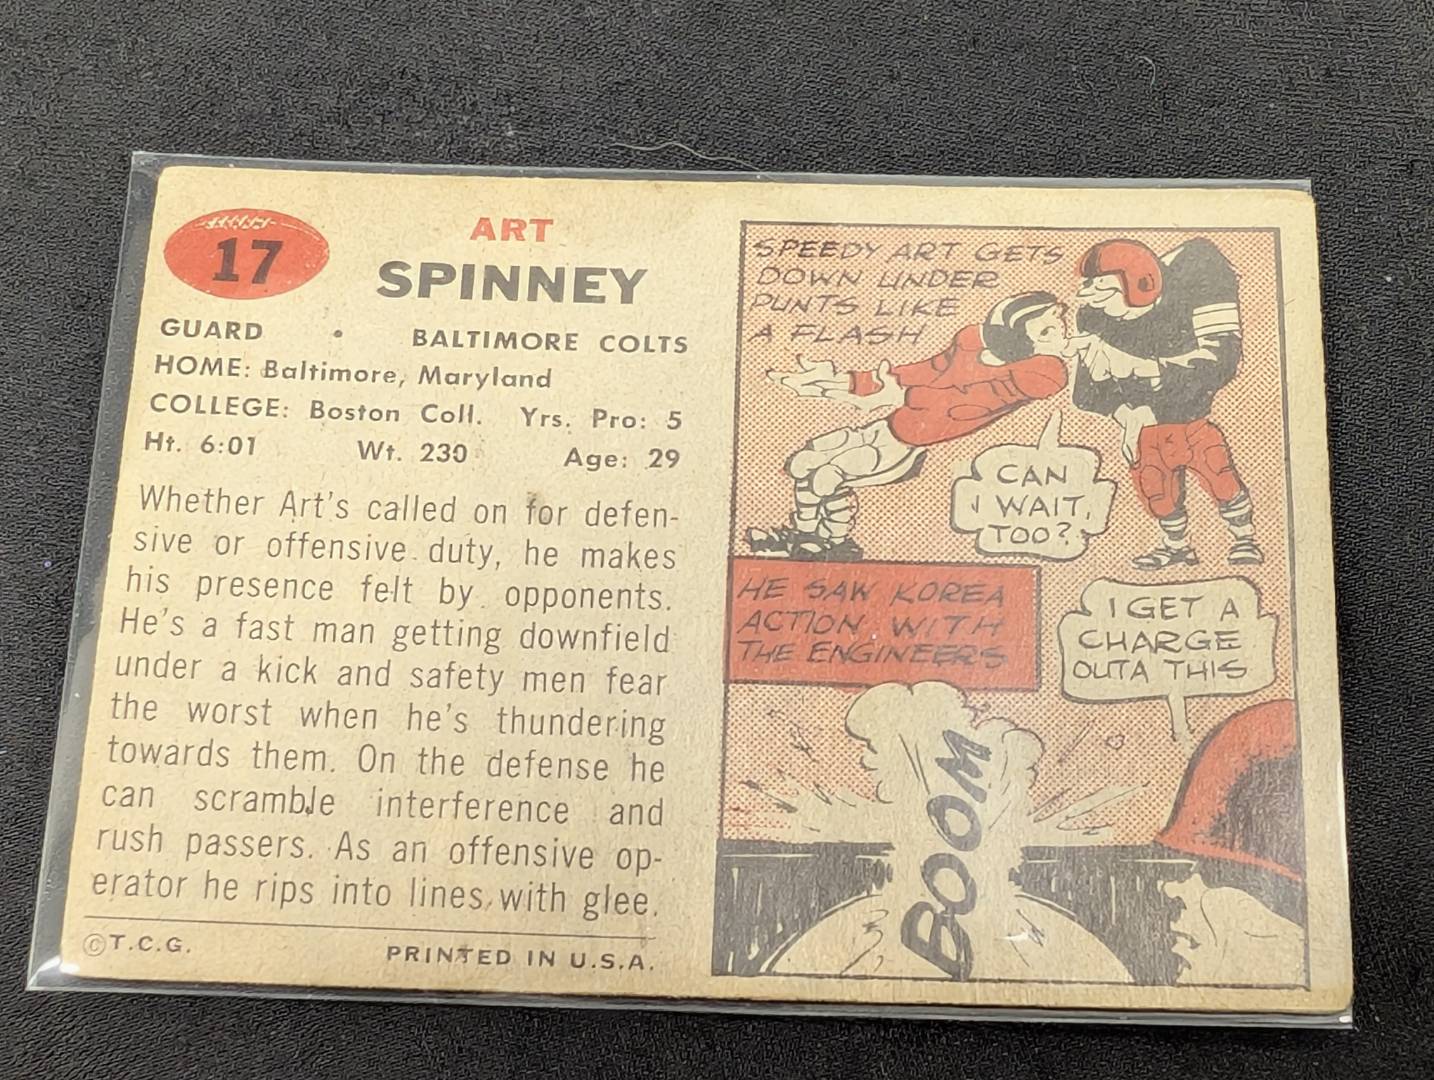 17
ART
SPINNEY
GUARD • BALTIMORE COLTS
HOME: Baltimore, Maryland
COLLEGE: Boston Coll. Yrs. Pro: 5
Ht. 6:01 Wt. 230 Age: 29
Whether Art's called on for defen-
sive or offensive duty, he makes
his presence felt by opponents.
He's a fast man getting downfield
under a kick and safety men fear
the worst when he's thundering
towards them. On the defense he
can scramble interference and
rush passers. As an offensive op-
erator he rips into lines with glee.
©T.C.G. PRINTED IN U.S.A.
SPEEDY ART GETS
DOWN UNDER
PUNTS LIKE
A FLASH
CAN
I WAIT,
TOO?
HE SAW KOREA
ACTION WITH
THE ENGINEERS
I GET A
CHARGE
OUTA THIS
BOOM